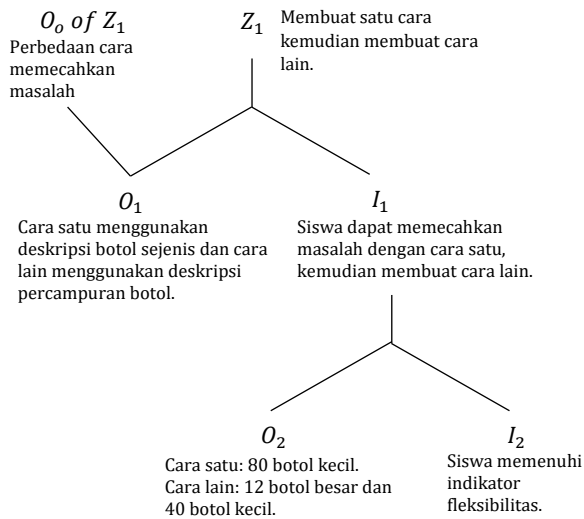 O_o of Z_1
Perbedaan cara
memecahkan
masalah
Z_1
Membuat satu cara
kemudian membuat cara
lain.
O_1
Cara satu menggunakan
deskripsi botol sejenis dan cara
lain menggunakan deskripsi
percampuran botol.
I_1
Siswa dapat memecahkan
masalah dengan cara satu,
kemudian membuat cara lain.
O_2
Cara satu: 80 botol kecil.
Cara lain: 12 botol besar dan
40 botol kecil.
I_2
Siswa memenuhi
indikator
fleksibilitas.